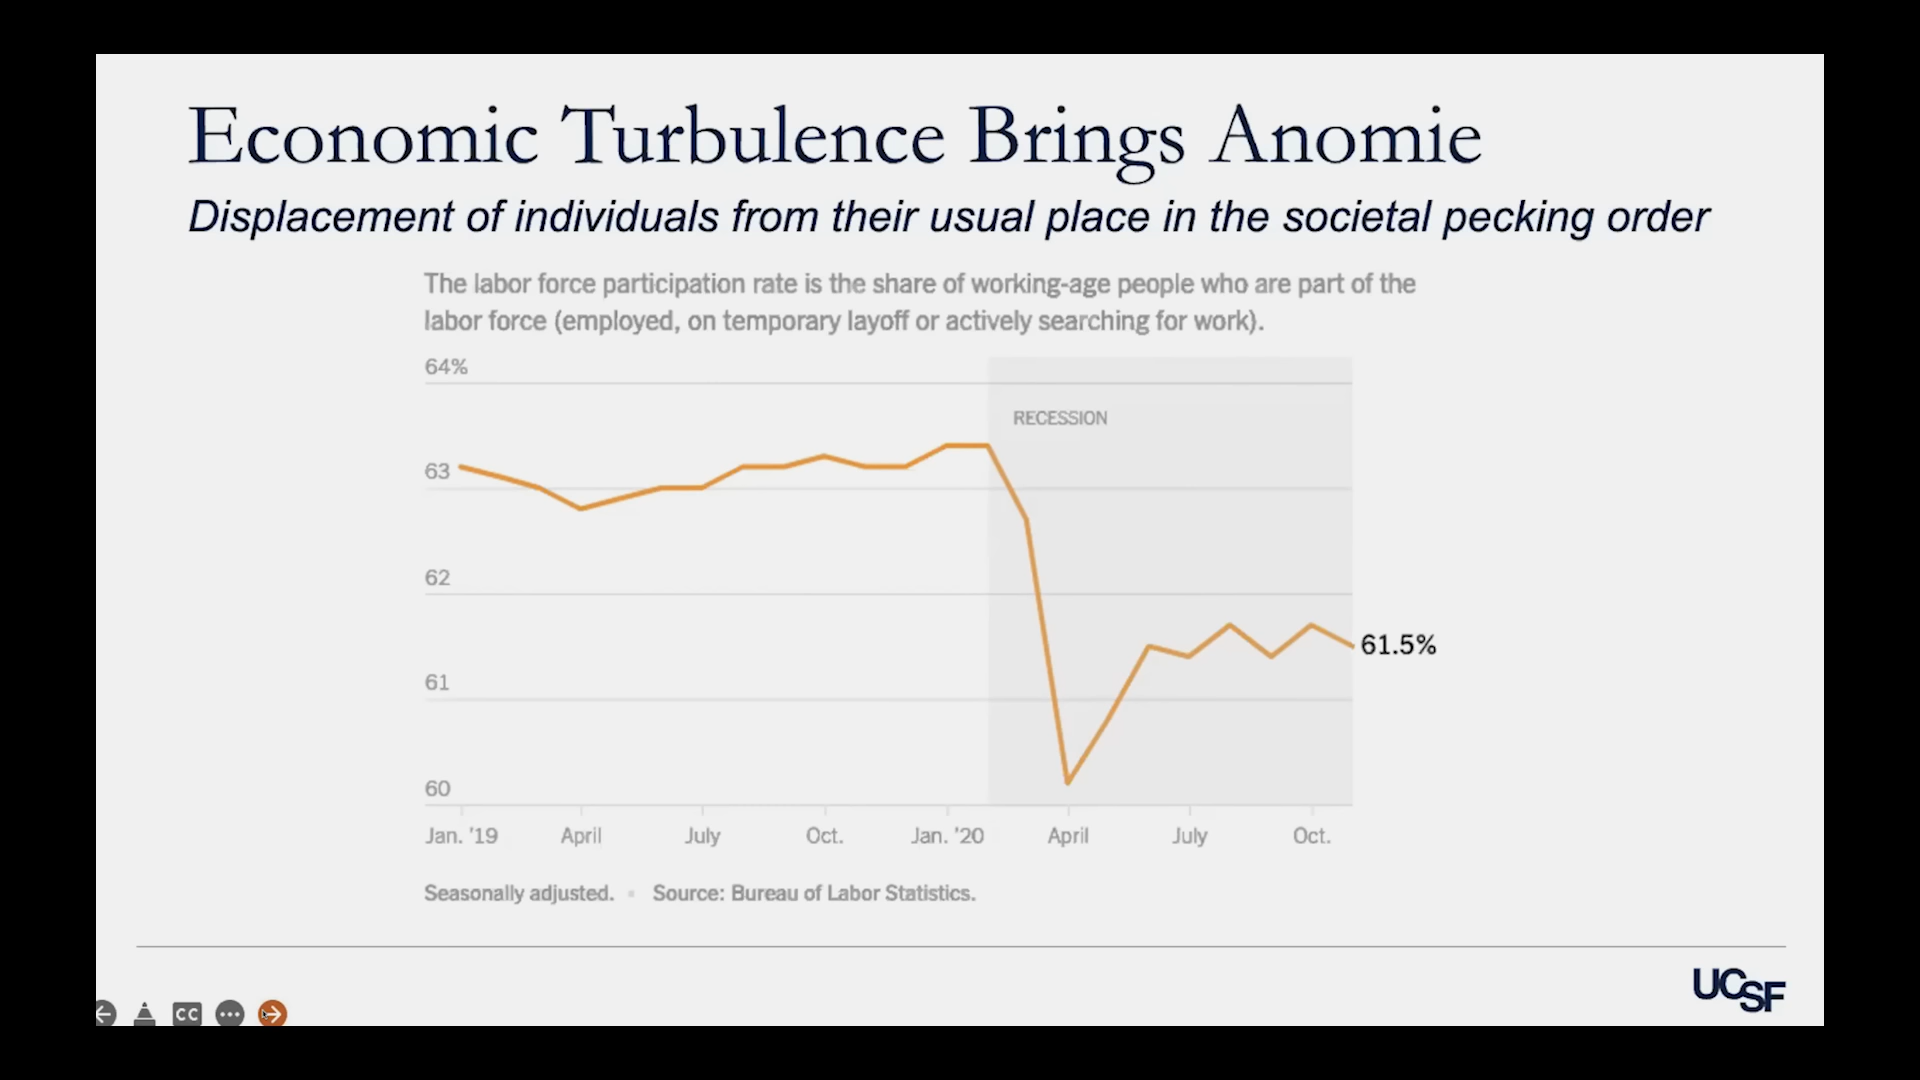 Economic Turbulence Brings Anomie
Displacement of individuals from their usual place in the societal pecking order
The labor force participation rate is the share of working-age people who are part of the
labor force (employed, on temporary layoff or actively searching for work).
64%
RECESSION
63
62
61.5%
61
60
Jan. '19 April July Oct. Jan. '20 April July Oct.
Seasonally adjusted. • Source: Bureau of Labor Statistics.
UCSF
CC